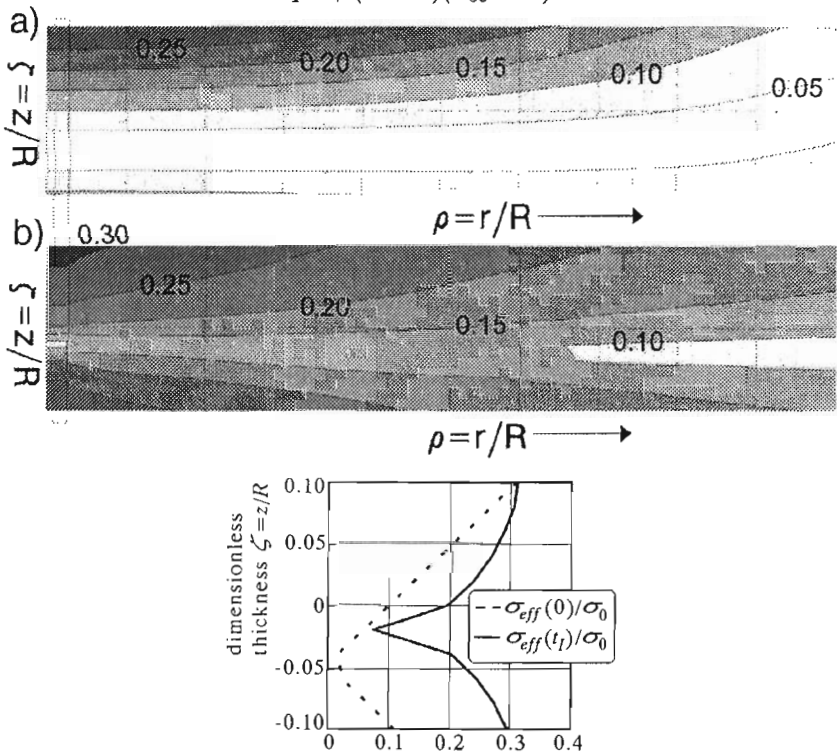 a)
0.25
0.20
0.15
0.10
0.05
ζ=z/R
ρ=r/R
b)
0.30
0.25
0.20
0.15
0.10
ζ=z/R
ρ=r/R
dimensionless
thickness ζ=z/R
0.10
0.05
0
-0.05
-0.10
0 0.1 0.2 0.3 0.4
σeff(0)/σ0
σeff(tI)/σ0